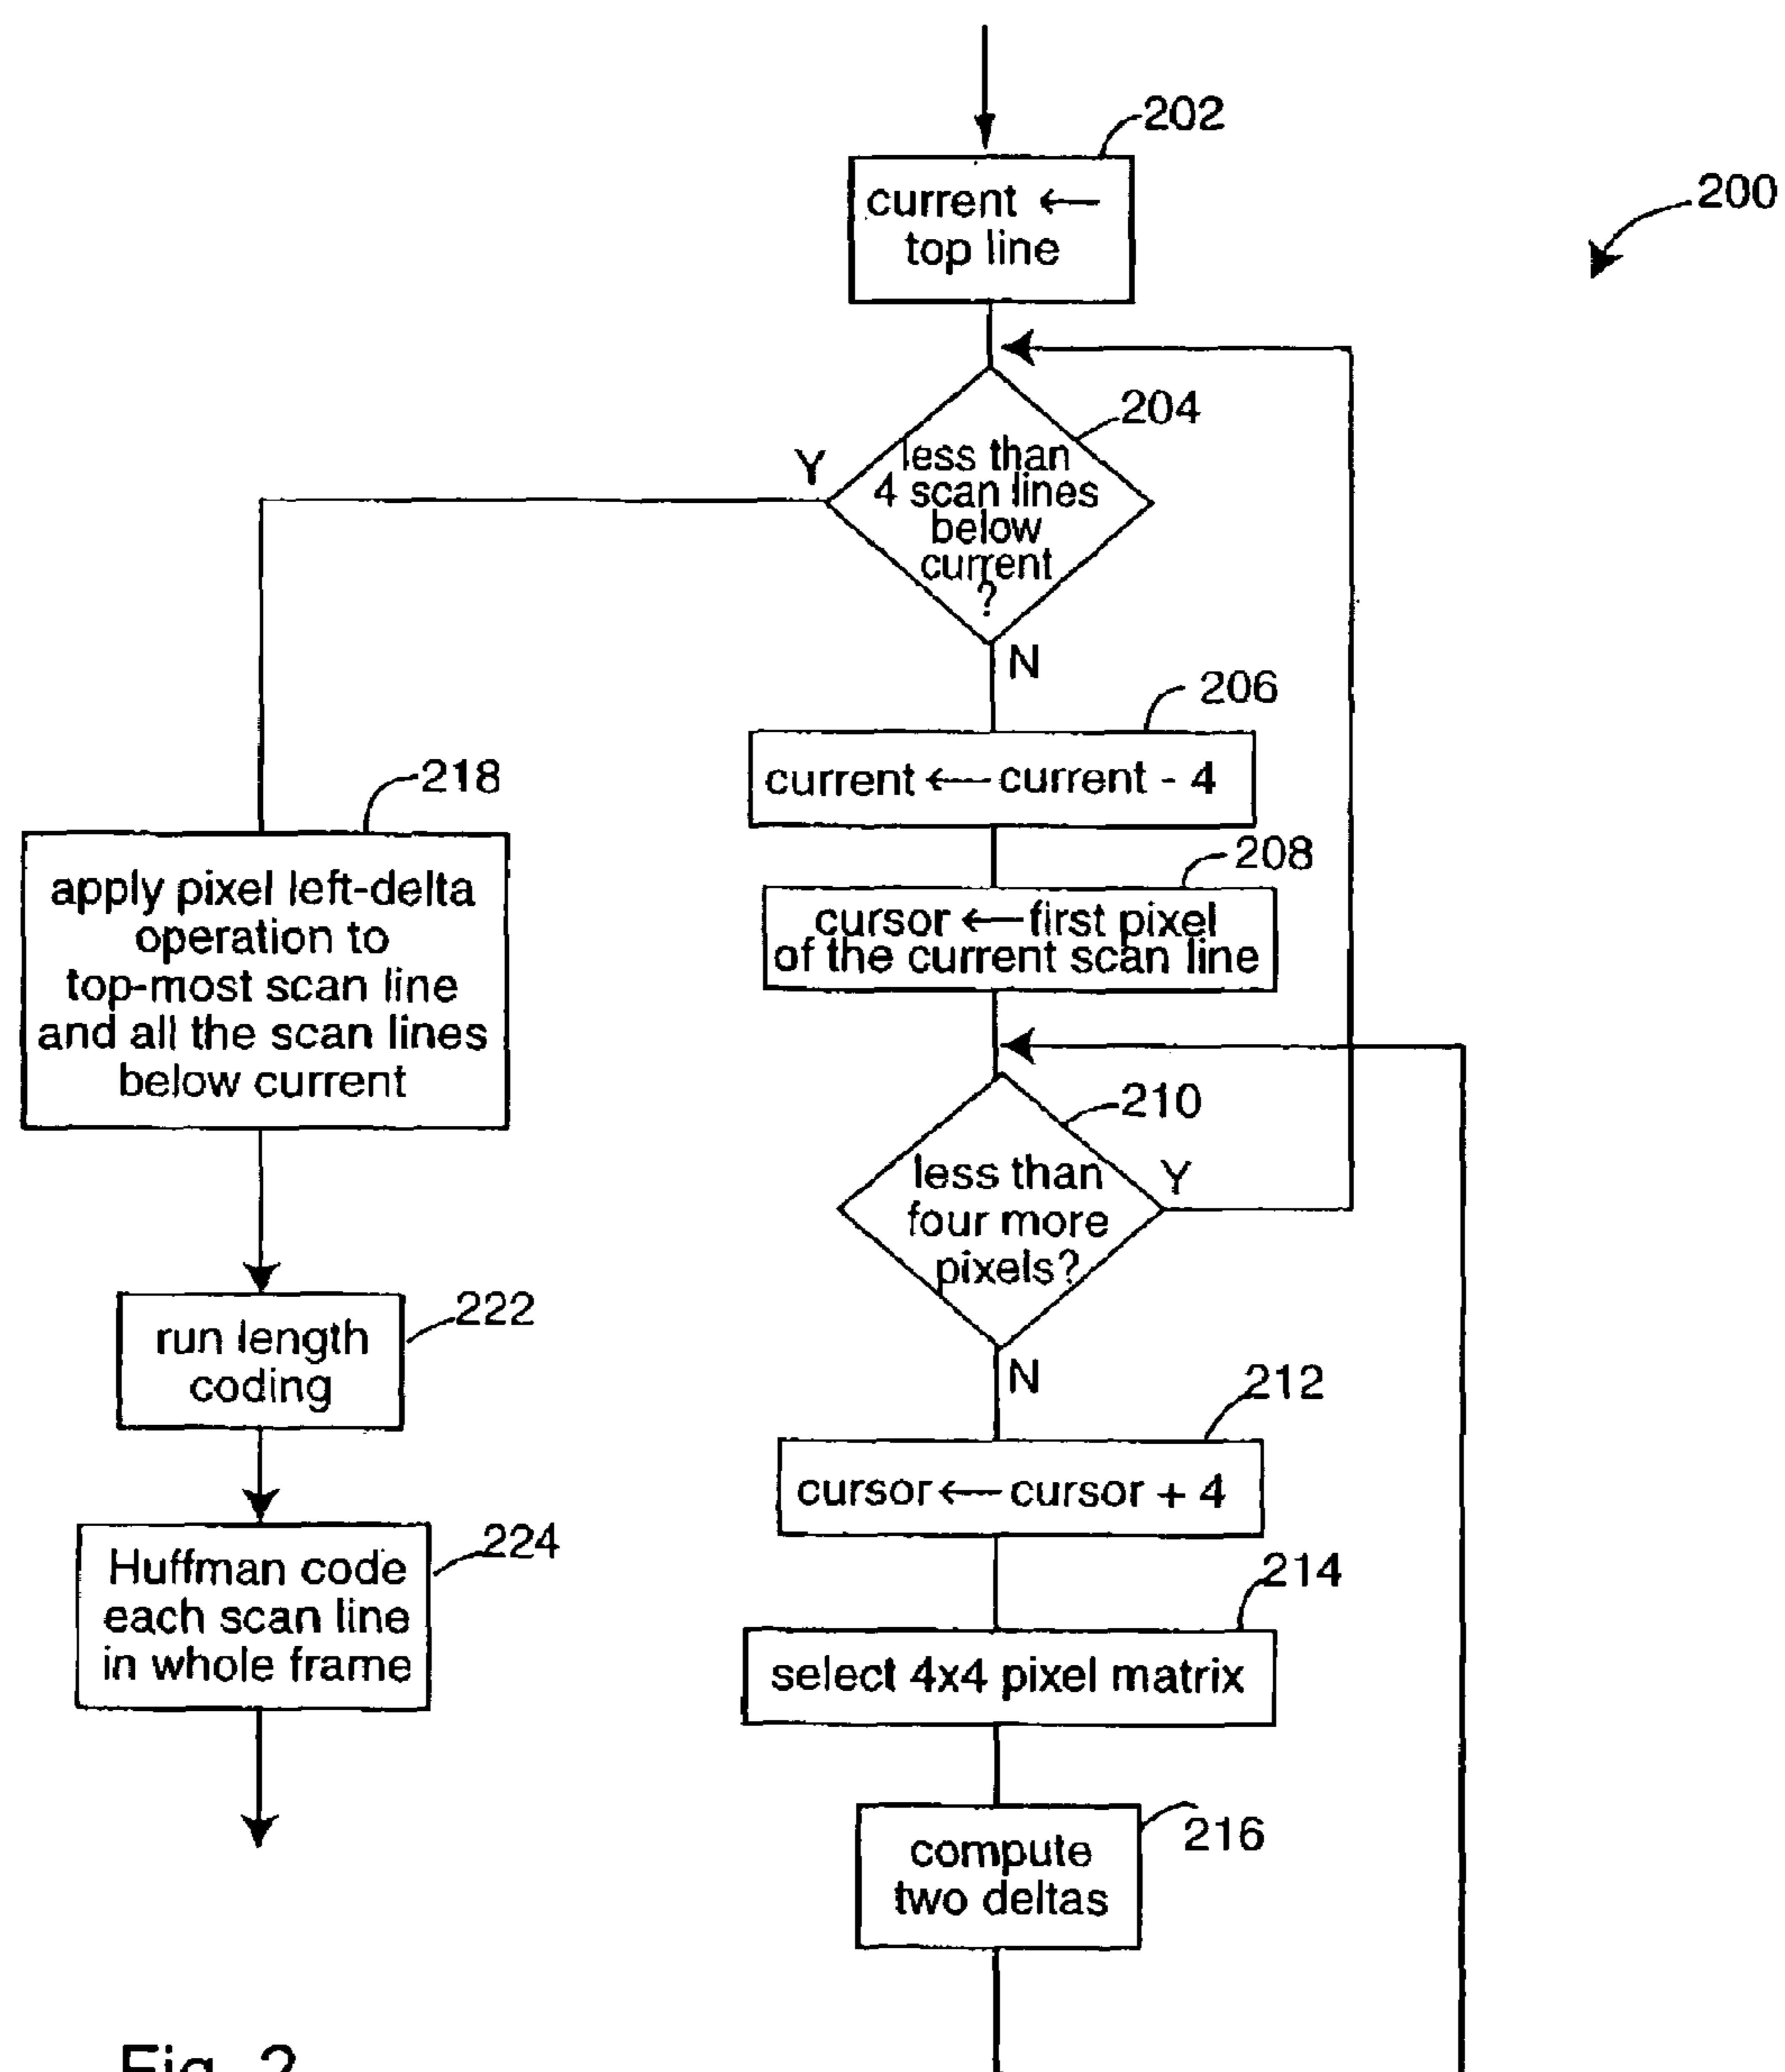 202
current ←
top line
200
204
Y
less than
4 scan lines
below
current
?
N
206
current ← current - 4
208
cursor ← first pixel
of the current scan line
210
less than
four more
pixels?
Y
N
212
cursor ← cursor + 4
214
select 4x4 pixel matrix
216
compute
two deltas
218
apply pixel left-delta
operation to
top-most scan line
and all the scan lines
below current
222
run length
coding
224
Huffman code
each scan line
in whole frame
Fig. 2